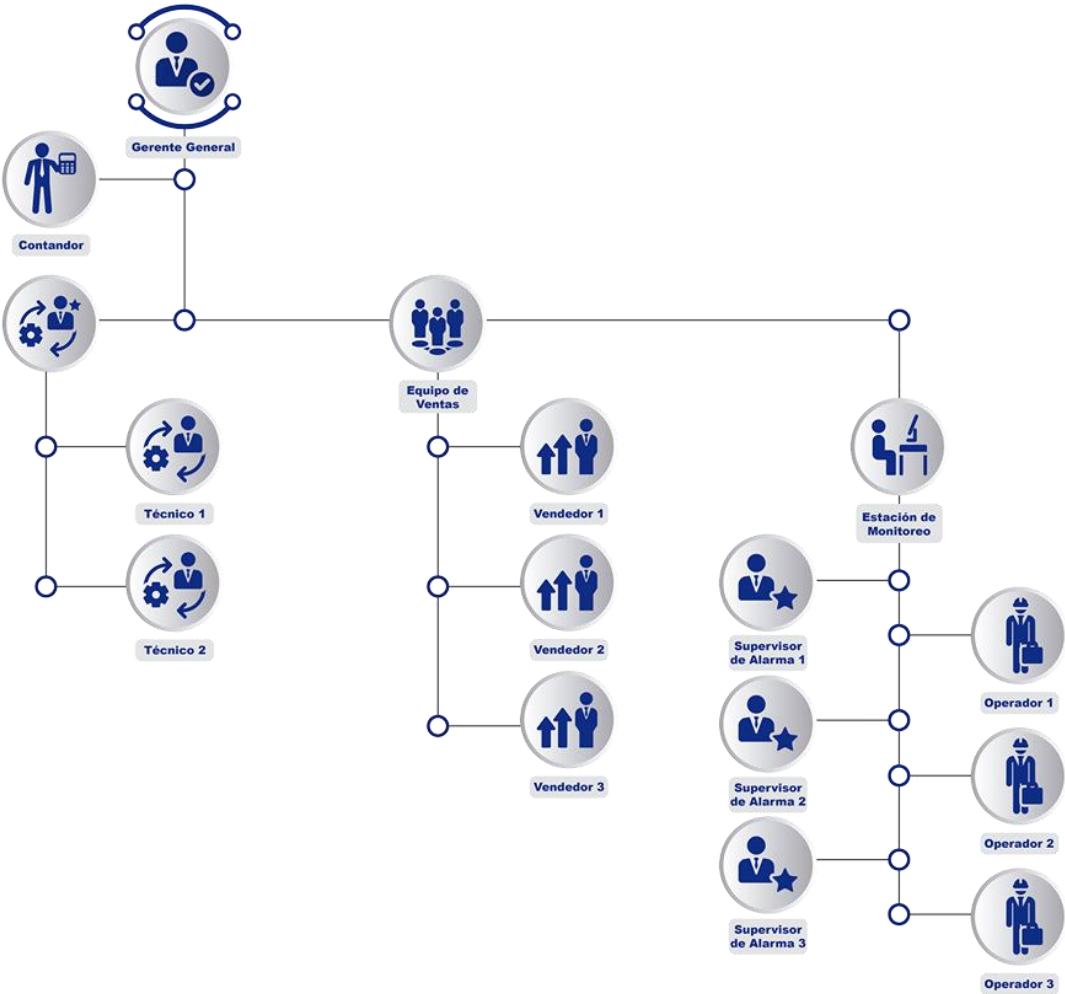 Gerente General
Contandor
Equipo de
Ventas
Técnico 1
Técnico 2
Vendedor 1
Vendedor 2
Vendedor 3
Estación de
Monitoreo
Supervisor
de Alarma 1
Supervisor
de Alarma 2
Supervisor
de Alarma 3
Operador 1
Operador 2
Operador 3